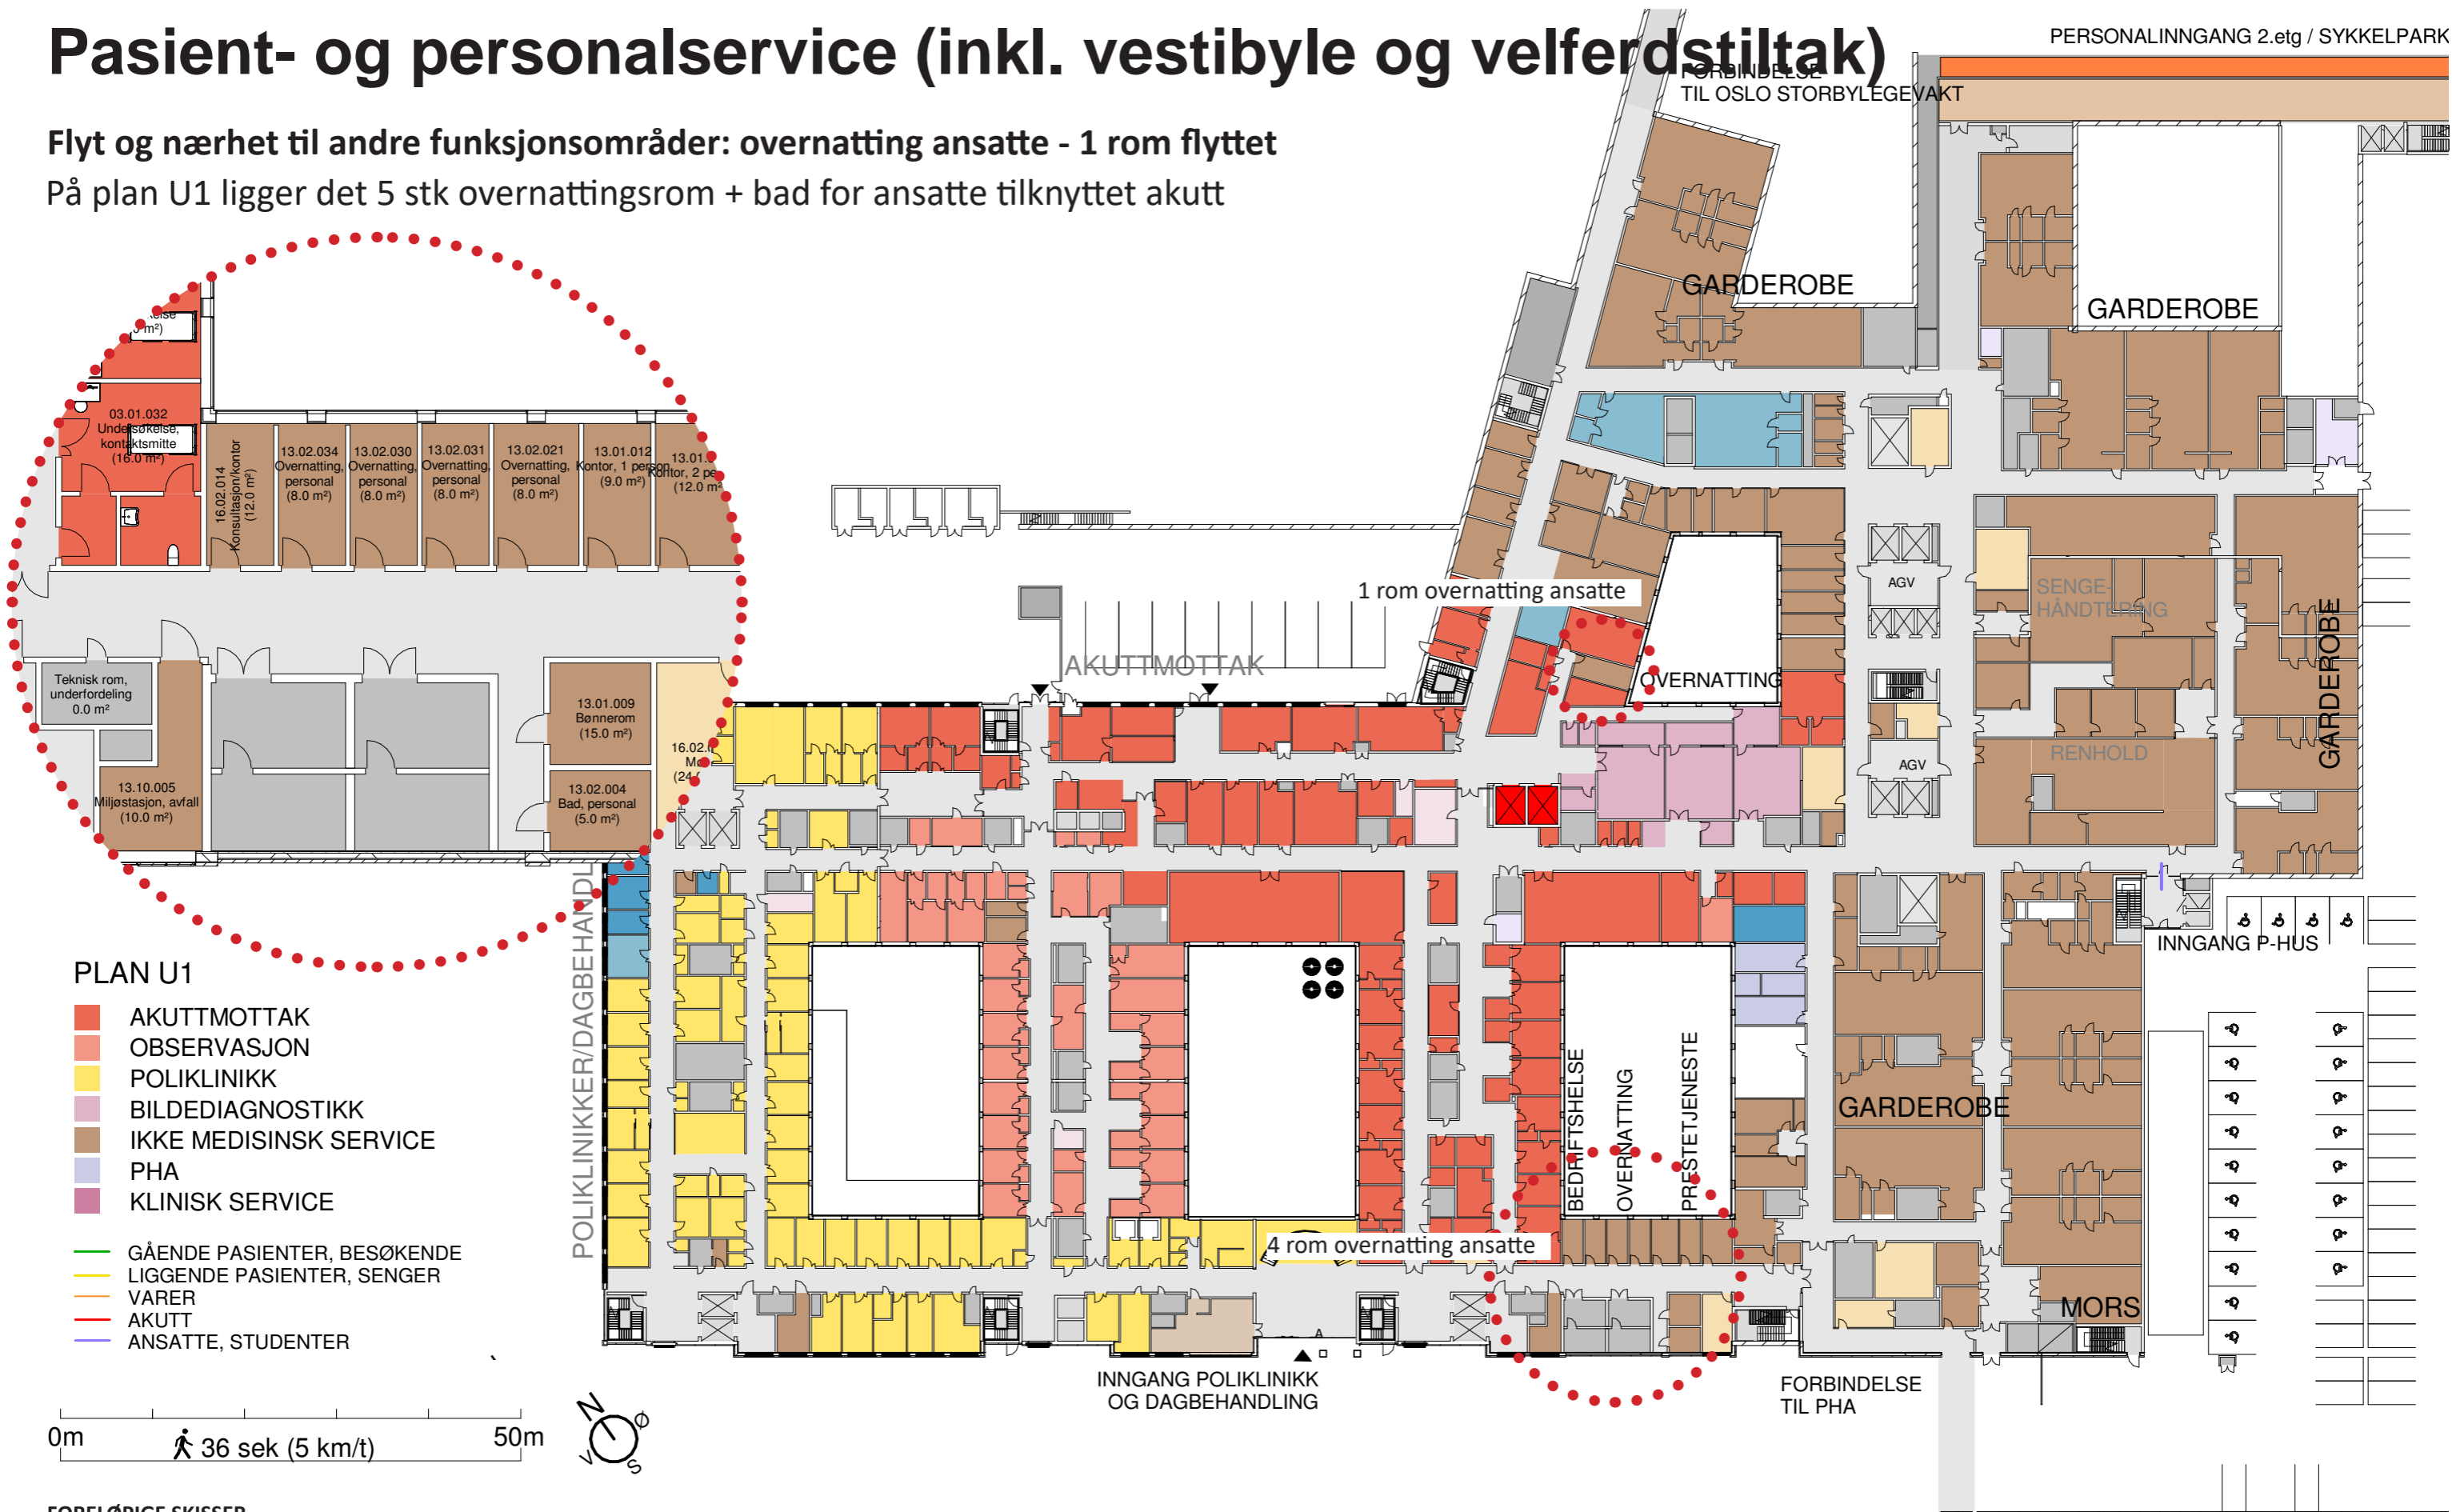 Pasient- og personalservice (inkl. vestibyle og velferdstiltak)
PERSONALINNGANG 2.etg / SYKKELPARK
FORBINDELSE
TIL OSLO STORBYLEGEVAKT
Flyt og nærhet til andre funksjonsområder: overnatting ansatte - 1 rom flyttet
På plan U1 ligger det 5 stk overnattingsrom + bad for ansatte tilknyttet akutt
GARDEROBE
GARDEROBE
03.01.032
Undersøkelse,
kontaktsmitte
(16.0 m²)
16.02.014
Konsultasjon/kontor
(12.0 m²)
13.02.034
Overnatting,
personal
(8.0 m²)
13.02.030
Overnatting,
personal
(8.0 m²)
13.02.031
Overnatting,
personal
(8.0 m²)
13.02.021
Overnatting,
personal
(8.0 m²)
13.01.012
Kontor, 1 person
(9.0 m²)
13.01.
Kontor, 2 pe
(12.0 m²
Teknisk rom,
underfordeling
0.0 m²
13.10.005
Miljøstasjon, avfall
(10.0 m²)
13.01.009
Bønnerom
(15.0 m²)
16.02.
(24
13.02.004
Bad, personal
(5.0 m²)
1 rom overnatting ansatte
AKUTTMOTTAK
OVERNATTING
AGV
AGV
SENGE-
HÅNDTERING
RENHOLD
GARDEROBE
INNGANG P-HUS
POLIKLINIKKER/DAGBEHANDL
BEDRIFTSHELSE
OVERNATTING
PRESTETJENESTE
GARDEROBE
4 rom overnatting ansatte
MORS
INNGANG POLIKLINIKK
OG DAGBEHANDLING
FORBINDELSE
TIL PHA
PLAN U1
AKUTTMOTTAK
OBSERVASJON
POLIKLINIKK
BILDEDIAGNOSTIKK
IKKE MEDISINSK SERVICE
PHA
KLINISK SERVICE
GÅENDE PASIENTER, BESØKENDE
LIGGENDE PASIENTER, SENGER
VARER
AKUTT
ANSATTE, STUDENTER
0m
36 sek (5 km/t)
50m
N
Ø
V
S
FORELØPIGE SKISSER